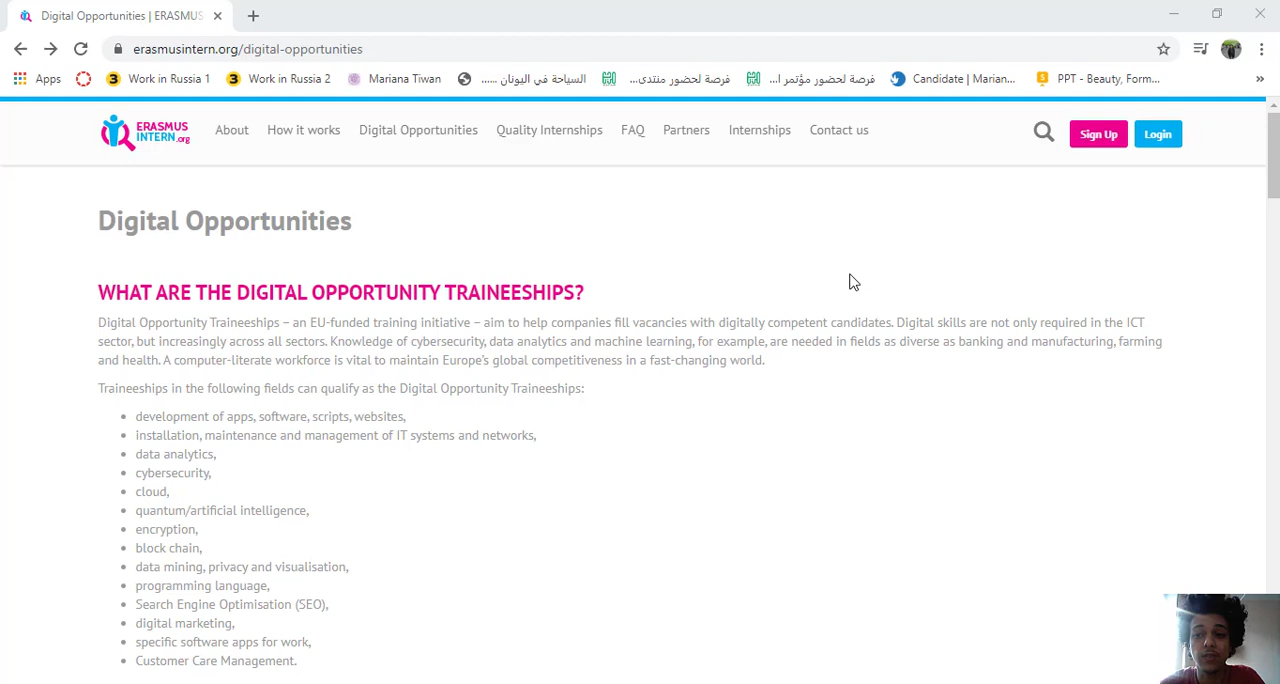 Digital Opportunities | ERASMUS
erasmusintern.org/digital-opportunities
Apps
Work in Russia 1
Work in Russia 2
Mariana Tiwan
السياحة في اليونان ......
فرصة لحضور منتدى...
فرصة لحضور مؤتمر ا...
Candidate | Marian...
PPT - Beauty, Form...
»
ERASMUS
INTERN.org
About
How it works
Digital Opportunities
Quality Internships
FAQ
Partners
Internships
Contact us
Sign Up
Login
Digital Opportunities
WHAT ARE THE DIGITAL OPPORTUNITY TRAINEESHIPS?
Digital Opportunity Traineeships – an EU-funded training initiative – aim to help companies fill vacancies with digitally competent candidates. Digital skills are not only required in the ICT
sector, but increasingly across all sectors. Knowledge of cybersecurity, data analytics and machine learning, for example, are needed in fields as diverse as banking and manufacturing, farming
and health. A computer-literate workforce is vital to maintain Europe's global competitiveness in a fast-changing world.
Traineeships in the following fields can qualify as the Digital Opportunity Traineeships:
• development of apps, software, scripts, websites,
• installation, maintenance and management of IT systems and networks,
• data analytics,
• cybersecurity,
• cloud,
• quantum/artificial intelligence,
• encryption,
• block chain,
• data mining, privacy and visualisation,
• programming language,
• Search Engine Optimisation (SEO),
• digital marketing,
• specific software apps for work,
• Customer Care Management.